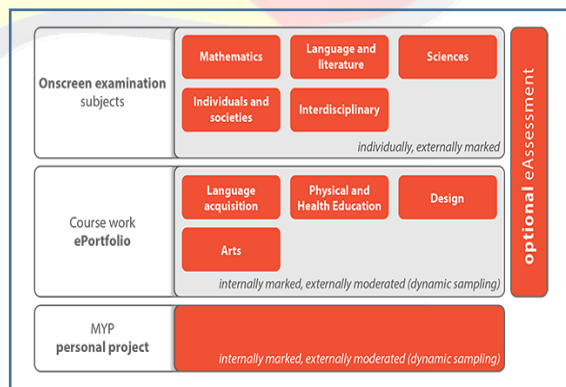 Onscreen examination
subjects
Mathematics
Language and
literature
Sciences
Individuals and
societies
Interdisciplinary
individually, externally marked
Course work
ePortfolio
Language
acquisition
Physical and
Health Education
Design
Arts
internally marked, externally moderated (dynamic sampling)
MYP
personal project
internally marked, externally moderated (dynamic sampling)
optional eAssessment